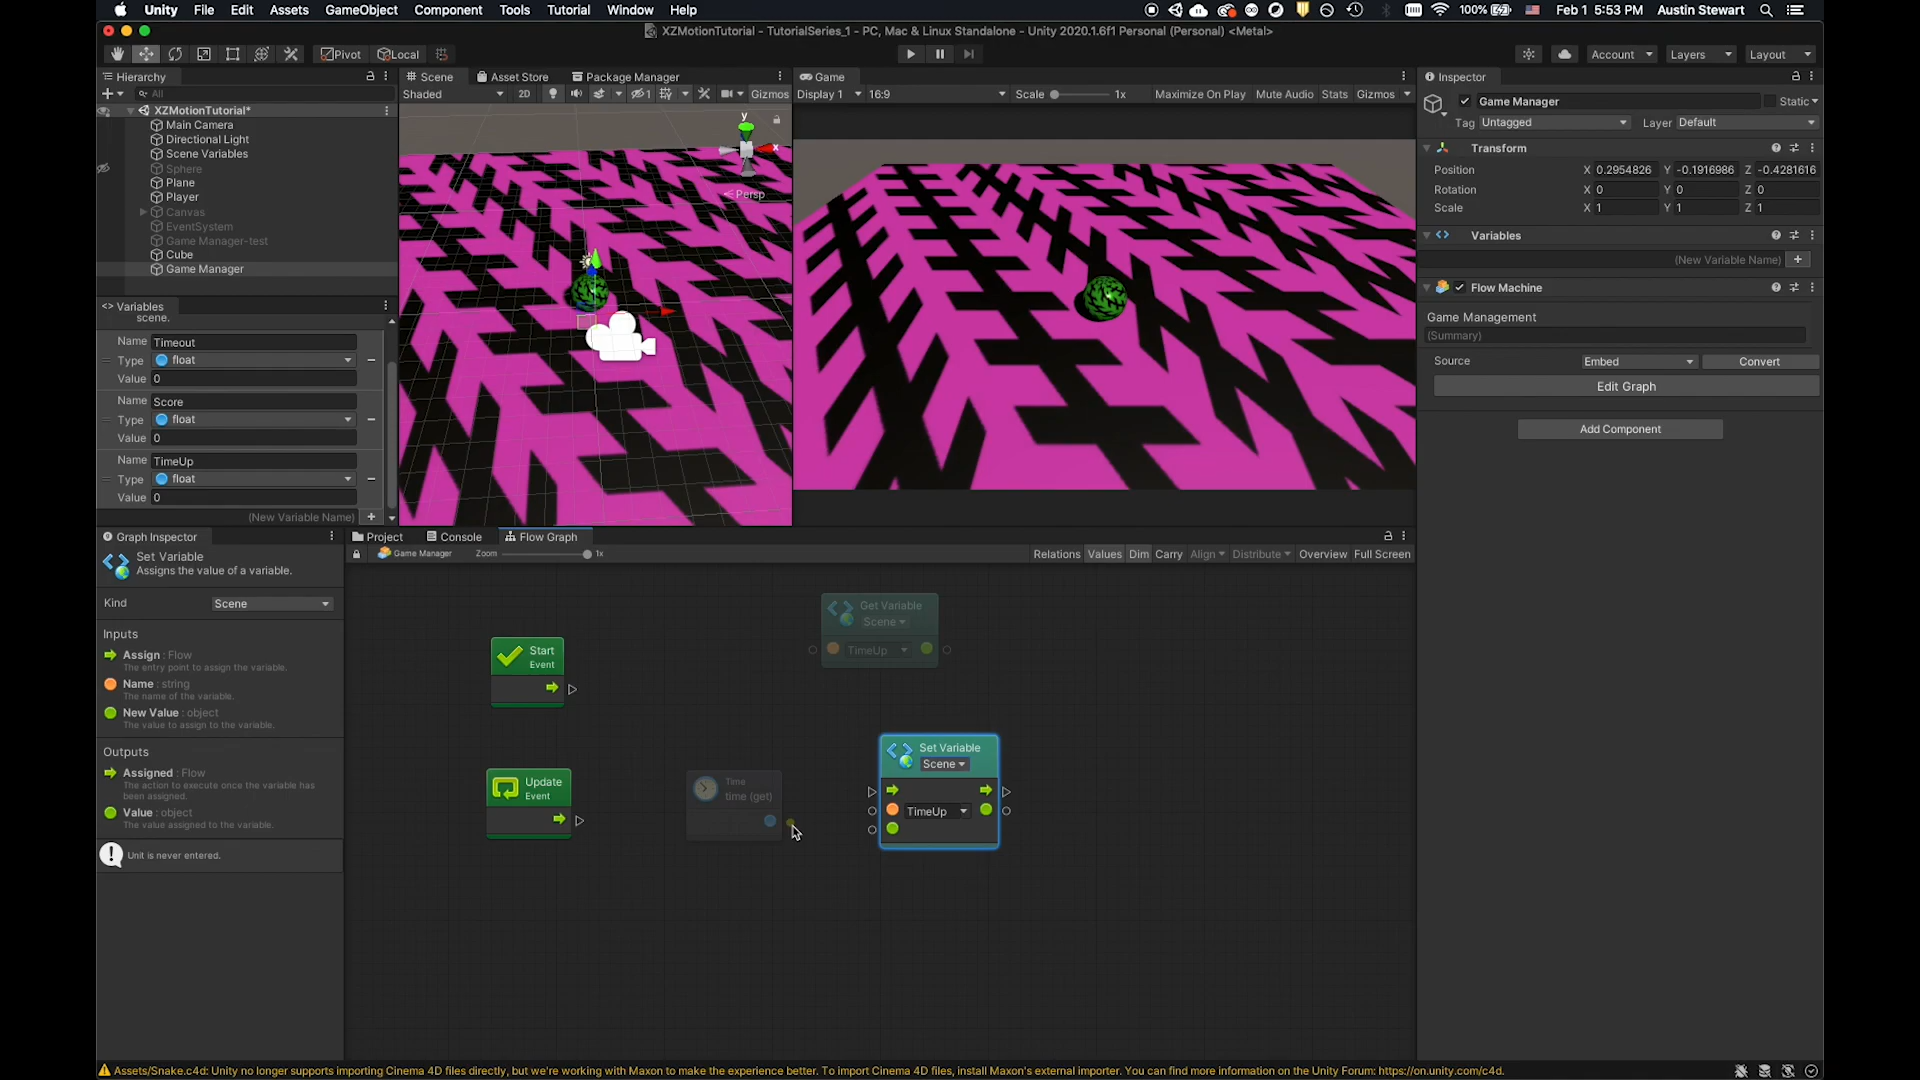 Unity File Edit Assets GameObject Component Tools Tutorial Window Help
100% Feb 1 5:53 PM Austin Stewart
XZMotionTutorial - TutorialSeries_1 - PC, Mac & Linux Standalone - Unity 2020.1.6f1 Personal (Personal) <Metal>
Pivot Local
Account Layers Layout
Hierarchy
All
XZMotionTutorial*
Main Camera
Directional Light
Scene Variables
Sphere
Plane
Player
Canvas
EventSystem
Game Manager-test
Cube
Game Manager
<> Variables
scene.
Name Timeout
Type float
Value 0
Name Score
Type float
Value 0
Name TimeUp
Type float
Value 0
(New Variable Name)
Scene Asset Store Package Manager
Shaded 2D Gizmos
y
x
Persp
Game
Display 1 16:9 Scale 1x Maximize On Play Mute Audio Stats Gizmos
Inspector
Game Manager Static
Tag Untagged Layer Default
Transform
Position X 0.2954826 Y -0.1916986 Z -0.4281616
Rotation X 0 Y 0 Z 0
Scale X 1 Y 1 Z 1
Variables
(New Variable Name)
Flow Machine
Game Management
(Summary)
Source Embed Convert
Edit Graph
Add Component
Graph Inspector
Set Variable
Assigns the value of a variable.
Kind Scene
Inputs
Assign : Flow
The entry point to assign the variable.
Name : string
The name of the variable.
New Value : object
The value to assign to the variable.
Outputs
Assigned : Flow
The action to execute once the variable has
been assigned.
Value : object
The value assigned to the variable.
Unit is never entered.
Project Console Flow Graph
Game Manager Zoom 1x Relations Values Dim Carry Align Distribute Overview Full Screen
Get Variable
Scene
TimeUp
Start
Event
Update
Event
Time
time (get)
Set Variable
Scene
TimeUp
Assets/Snake.c4d: Unity no longer supports importing Cinema 4D files directly, but we're working with Maxon to make the experience better. To import Cinema 4D files, install Maxon's external importer. You can find more information on the Unity Forum: https://on.unity.com/c4d.